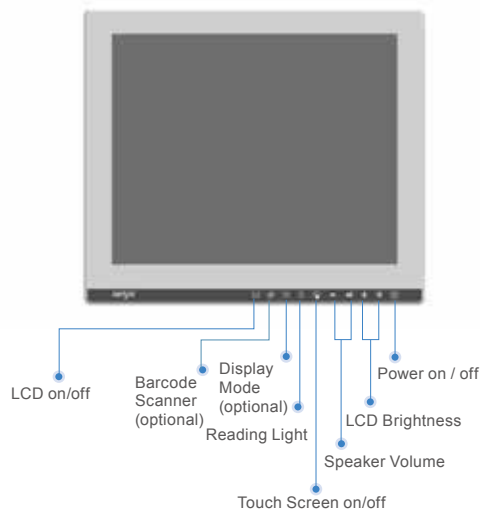 LCD on/off
Barcode
Scanner
(optional)
Display
Mode
(optional)
Reading Light
Power on / off
LCD Brightness
Speaker Volume
Touch Screen on/off